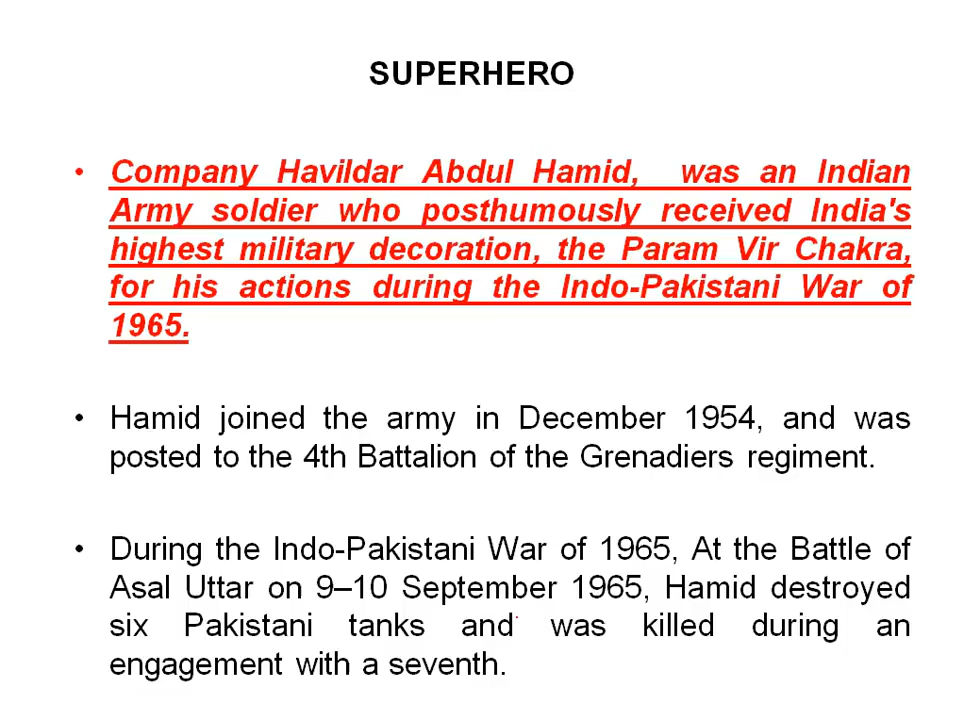 SUPERHERO
• Company Havildar Abdul Hamid, was an Indian
Army soldier who posthumously received India's
highest military decoration, the Param Vir Chakra,
for his actions during the Indo-Pakistani War of
1965.
• Hamid joined the army in December 1954, and was
posted to the 4th Battalion of the Grenadiers regiment.
• During the Indo-Pakistani War of 1965, At the Battle of
Asal Uttar on 9–10 September 1965, Hamid destroyed
six Pakistani tanks and was killed during an
engagement with a seventh.